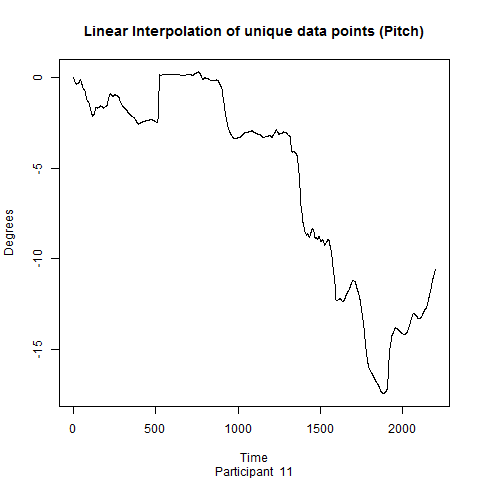 Linear Interpolation of unique data points (Pitch)
Degrees
0
-5
-10
-15
0 500 1000 1500 2000
Time
Participant 11